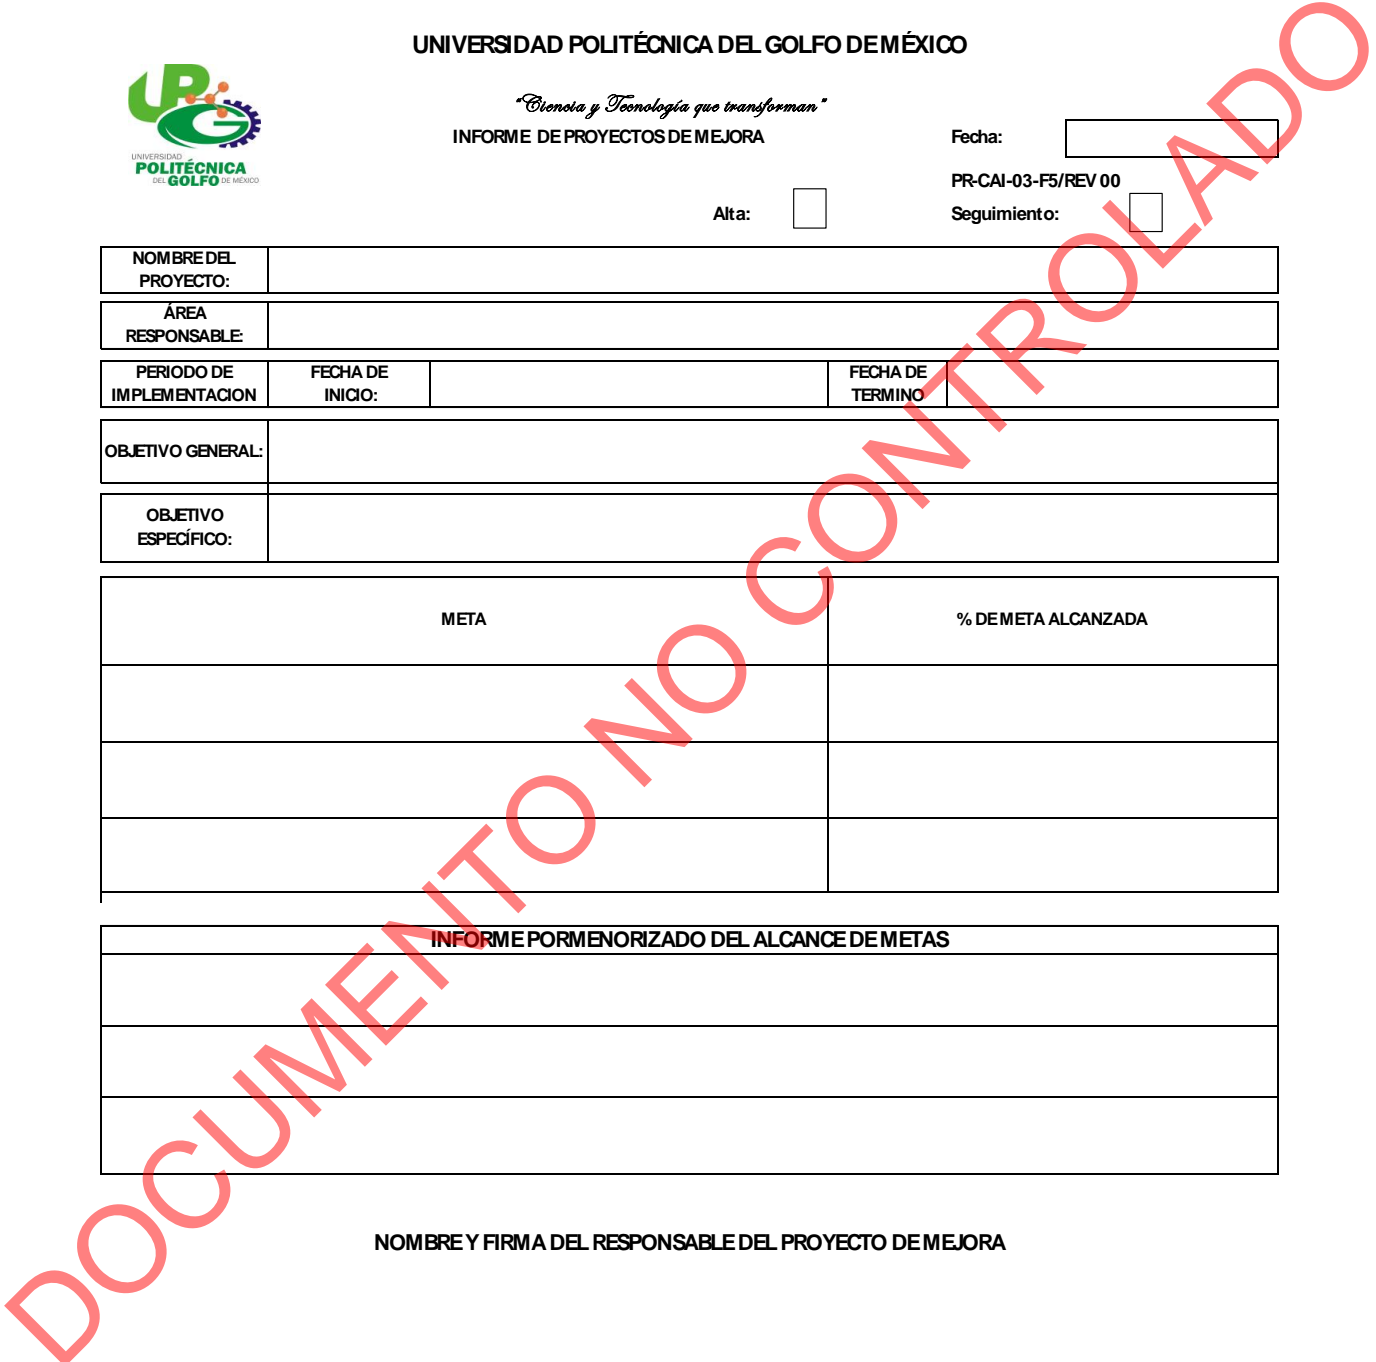 UNIVERSIDAD POLITÉCNICA DEL GOLFO DE MÉXICO
"Ciencia y Tecnología que transforman"
INFORME DE PROYECTOS DE MEJORA
Fecha:
UNIVERSIDAD
POLITÉCNICA
DEL GOLFO DE MÉXICO
PR-CAI-03-F5/REV 00
Alta:
Seguimiento:
NOMBRE DEL
PROYECTO:
ÁREA
RESPONSABLE:
PERIODO DE
IMPLEMENTACION
FECHA DE
INICIO:
FECHA DE
TERMINO
OBJETIVO GENERAL:
OBJETIVO
ESPECÍFICO:
META
% DE META ALCANZADA
INFORME PORMENORIZADO DEL ALCANCE DE METAS
NOMBRE Y FIRMA DEL RESPONSABLE DEL PROYECTO DE MEJORA
DOCUMENTO NO CONTROLADO